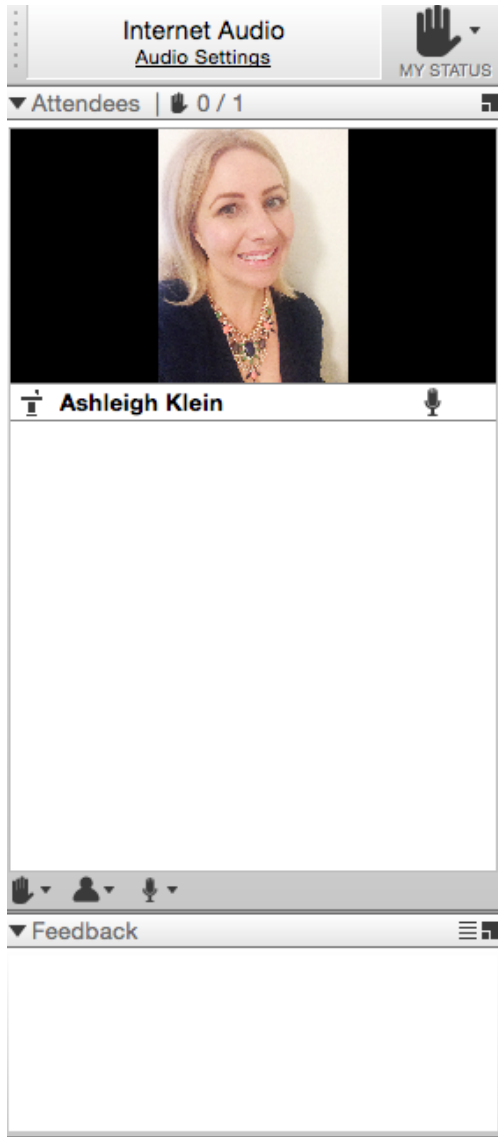 Internet Audio
Audio Settings
MY STATUS
Attendees | 0 / 1
Ashleigh Klein
Feedback